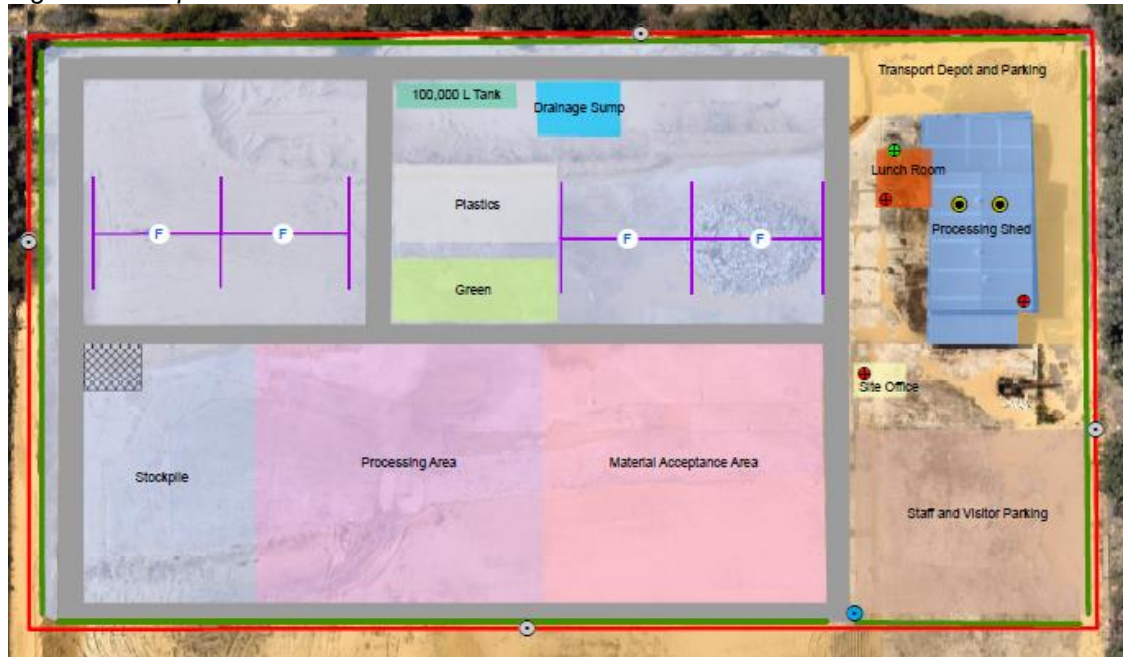 Transport Depot and Parking
100,000 L Tank
Drainage Sump
Lunch Room
Plastics
Processing Shed
F
F
F
F
Green
Site Office
Processing Area
Material Acceptance Area
Stockpile
Staff and Visitor Parking